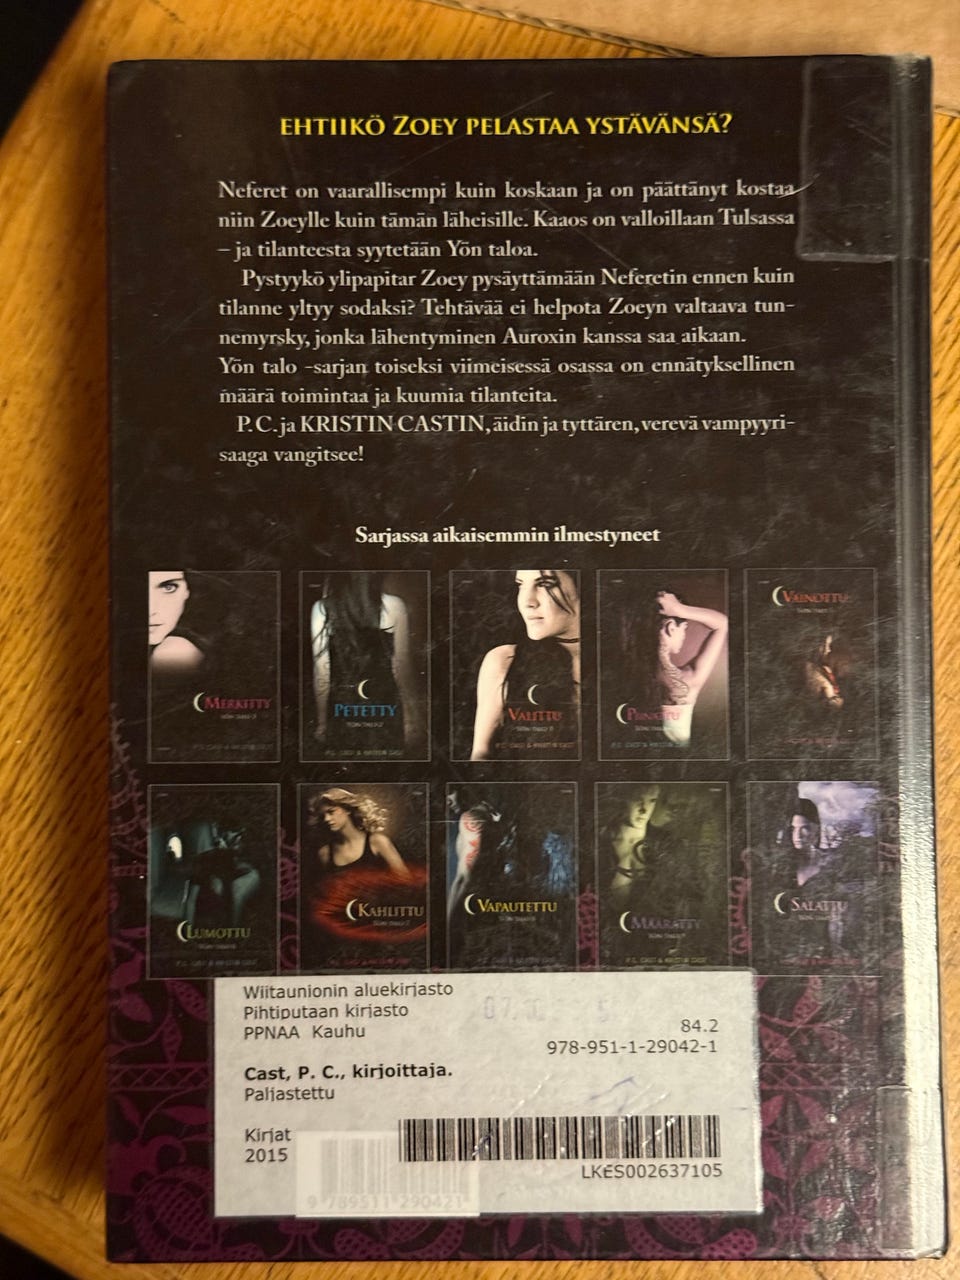 EHTIIKÖ ZOEY PELASTAA YSTÄVÄNSÄ?
Neferet on vaarallisempi kuin koskaan ja on päättänyt kostaa
niin Zoeylle kuin tämän läheisille. Kaaos on valloillaan Tulsassa
– ja tilanteesta syytetään Yön taloa.
Pystyykö ylipapitar Zoey pysäyttämään Neferetin ennen kuin
tilanne yltyy sodaksi? Tehtävää ei helpota Zoeyn valtaava tun-
nemyrsky, jonka lähentyminen Auroxin kanssa saa aikaan.
Yön talo -sarjan toiseksi viimeisessä osassa on ennätyksellinen
määrä toimintaa ja kuumia tilanteita.
P.C. ja KRISTIN CASTIN, äidin ja tyttären, verevä vampyyri-
saaga vangitsee!
Sarjassa aikaisemmin ilmestyneet
MERKITTY
PETETTY
VALITTU
VAINOTTU
LUMOTTU
KAHLITTU
VAPAUTETTU
MÄÄRÄTTY
SALATTU
Wiitaunionin aluekirjasto
Pihtiputaan kirjasto
PPNAA Kauhu
84.2
978-951-1-29042-1
Cast, P. C., kirjoittaja.
Paljastettu
Kirjat
2015
LKES002637105
9 789511 290421